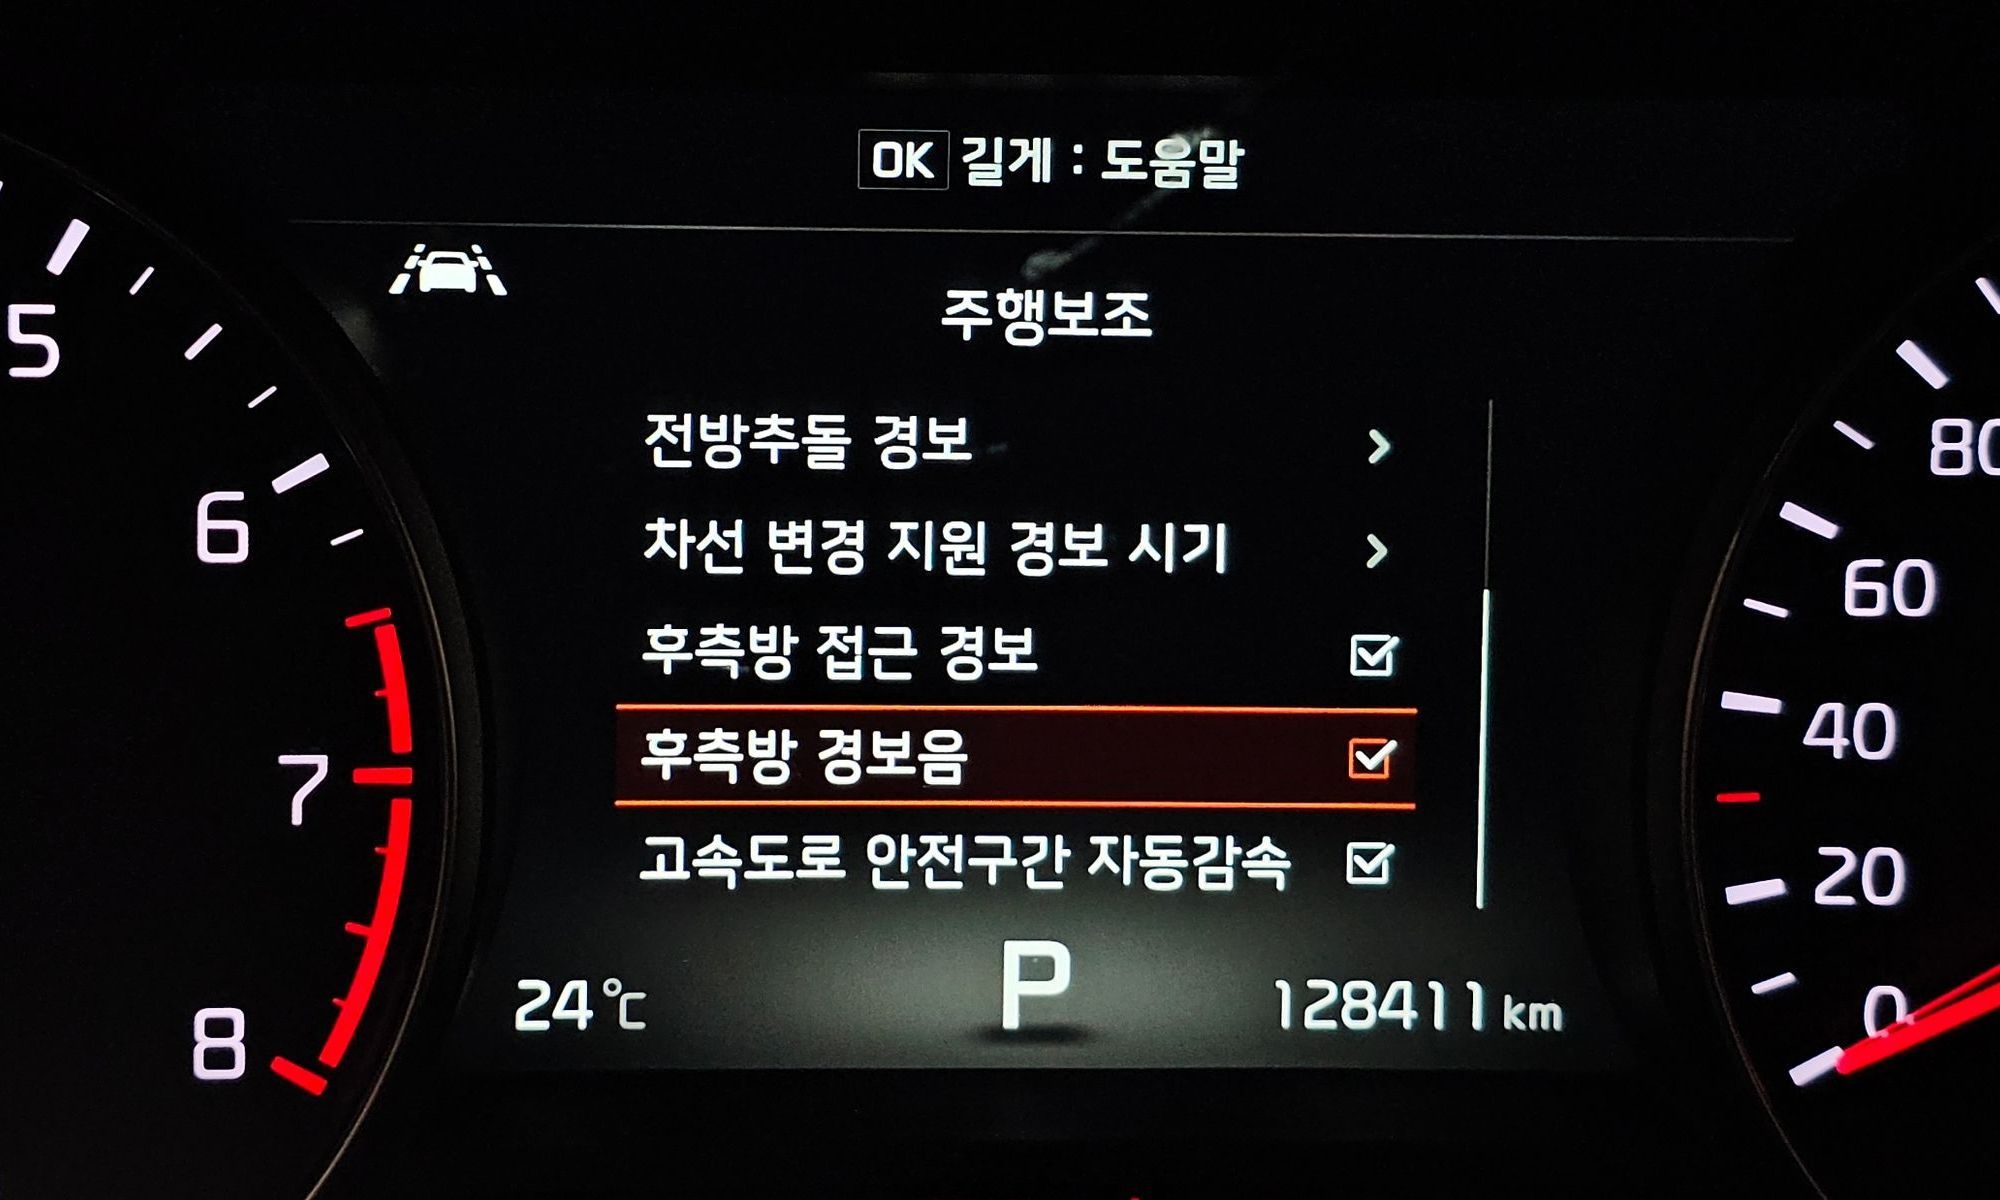 OK 길게 : 도움말
주행보조
전방추돌 경보
차선 변경 지원 경보 시기
후측방 접근 경보
후측방 경보음
고속도로 안전구간 자동감속
24℃ P 128411 km
5
6
7
8
80
60
40
20
0